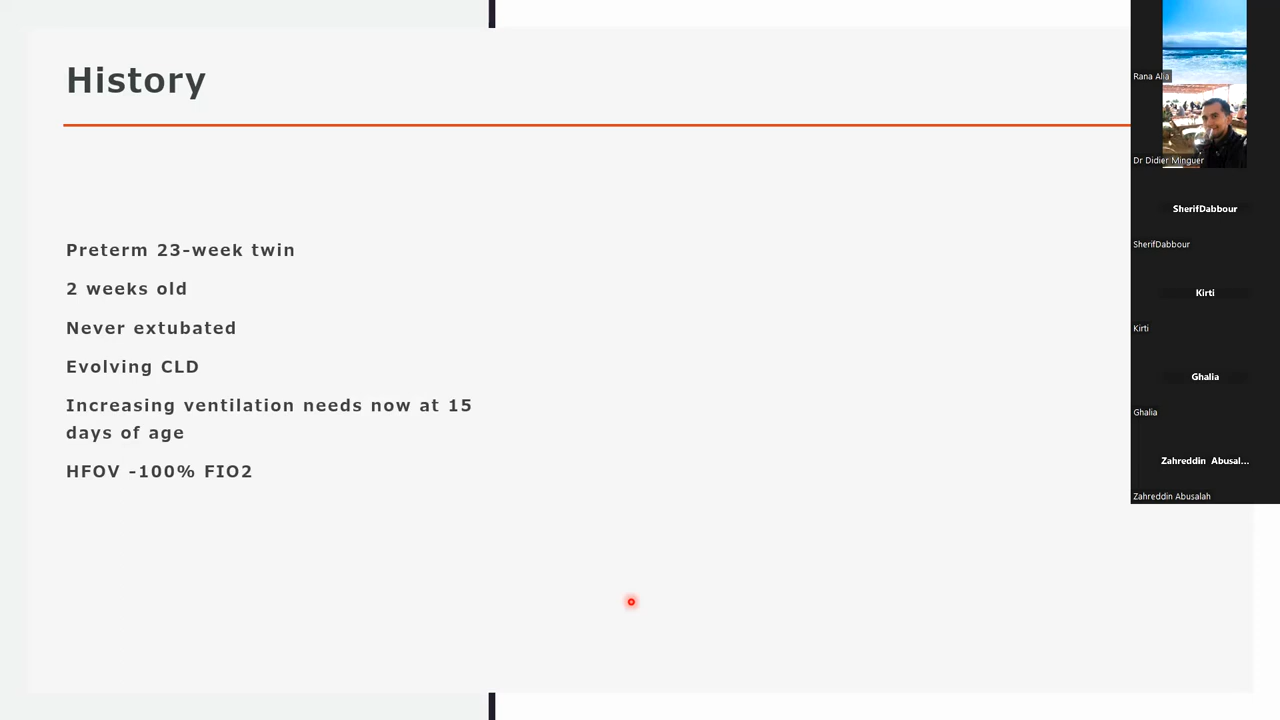 History
Preterm 23-week twin
2 weeks old
Never extubated
Evolving CLD
Increasing ventilation needs now at 15
days of age
HFOV -100% FIO2
Rana Alia
Dr Didier Minguer
SherifDabbour
SherifDabbour
Kirti
Kirti
Ghalia
Ghalia
Zahreddin Abusal...
Zahreddin Abusalah